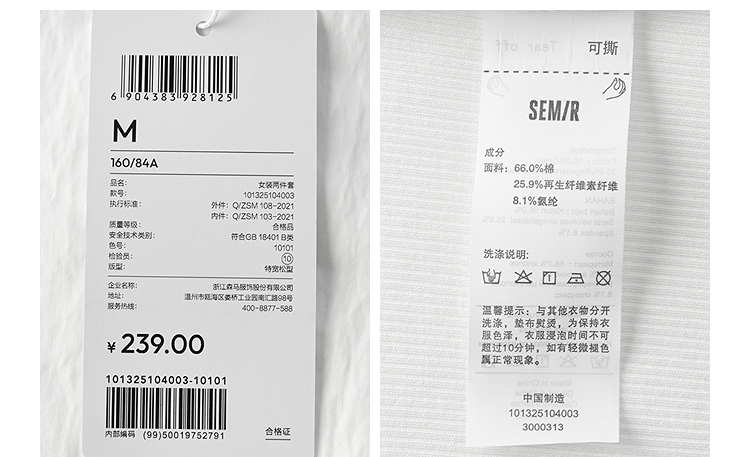 6 904383 928125
M
160/84A
品名: 女装两件套
款号: 101325104003
执行标准: 外件: Q/ZSM 108-2021
内件: Q/ZSM 103-2021
质量等级: 合格品
安全技术类别: 符合GB 18401 B类
色号: 10101
检验员: 10
版型: 特宽松型
企业名称: 浙江森马服饰股份有限公司
地址: 温州市瓯海区娄桥工业园南汇路98号
服务热线: 400-8877-588
¥ 239.00
101325104003-10101
内部编码 (99)50019752791
合格证
Tear off
可撕
SEM/R
成分
面料: 66.0%棉
25.9%再生纤维素纤维
8.1%氨纶
洗涤说明:
温馨提示: 与其他衣物分开
洗涤, 垫布熨烫, 为保持衣
服色泽, 衣服浸泡时间不可
超过10分钟, 如有轻微褪色
属正常现象。
中国制造
101325104003
3000313